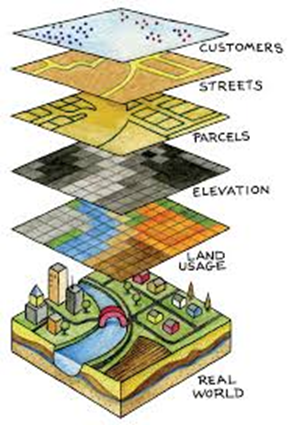 CUSTOMERS
STREETS
PARCELS
ELEVATION
LAND
USAGE
REAL
WORLD